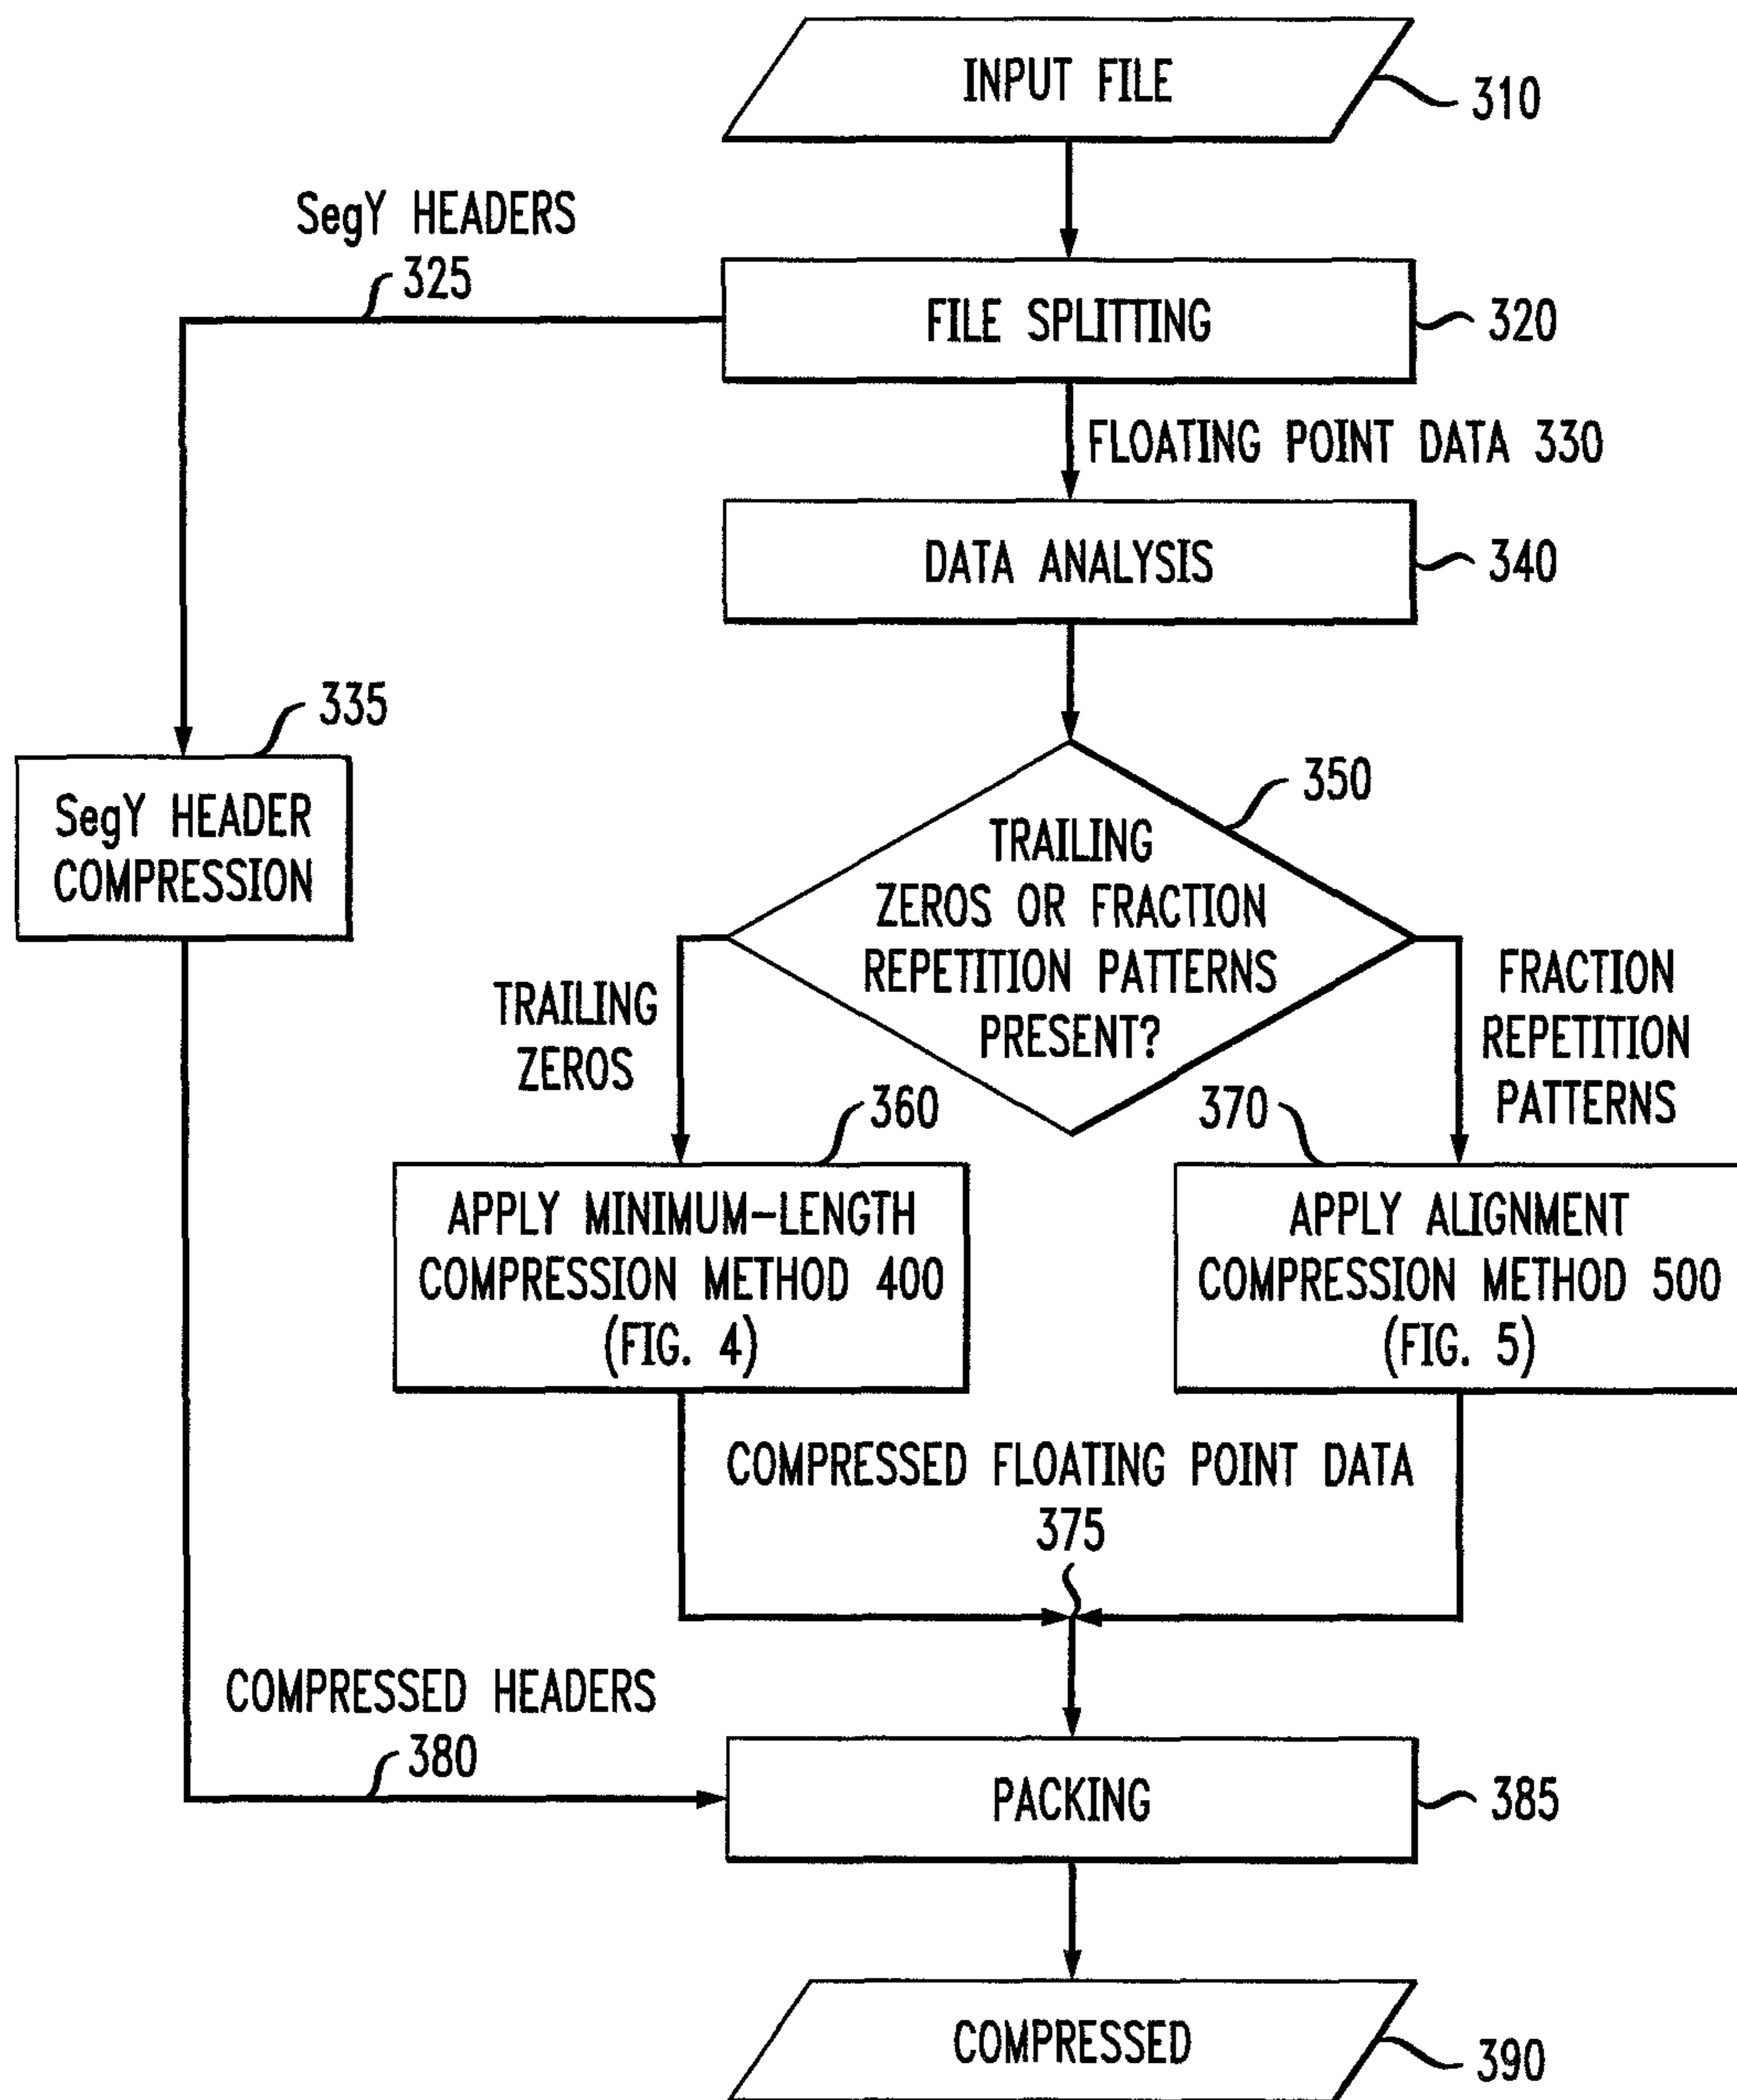 INPUT FILE
310
SegY HEADERS
325
FILE SPLITTING
320
FLOATING POINT DATA 330
DATA ANALYSIS
340
335
SegY HEADER
COMPRESSION
350
TRAILING
ZEROS OR FRACTION
REPETITION PATTERNS
PRESENT?
TRAILING
ZEROS
FRACTION
REPETITION
PATTERNS
360
370
APPLY MINIMUM-LENGTH
COMPRESSION METHOD 400
(FIG. 4)
APPLY ALIGNMENT
COMPRESSION METHOD 500
(FIG. 5)
COMPRESSED FLOATING POINT DATA
375
COMPRESSED HEADERS
380
PACKING
385
COMPRESSED
390